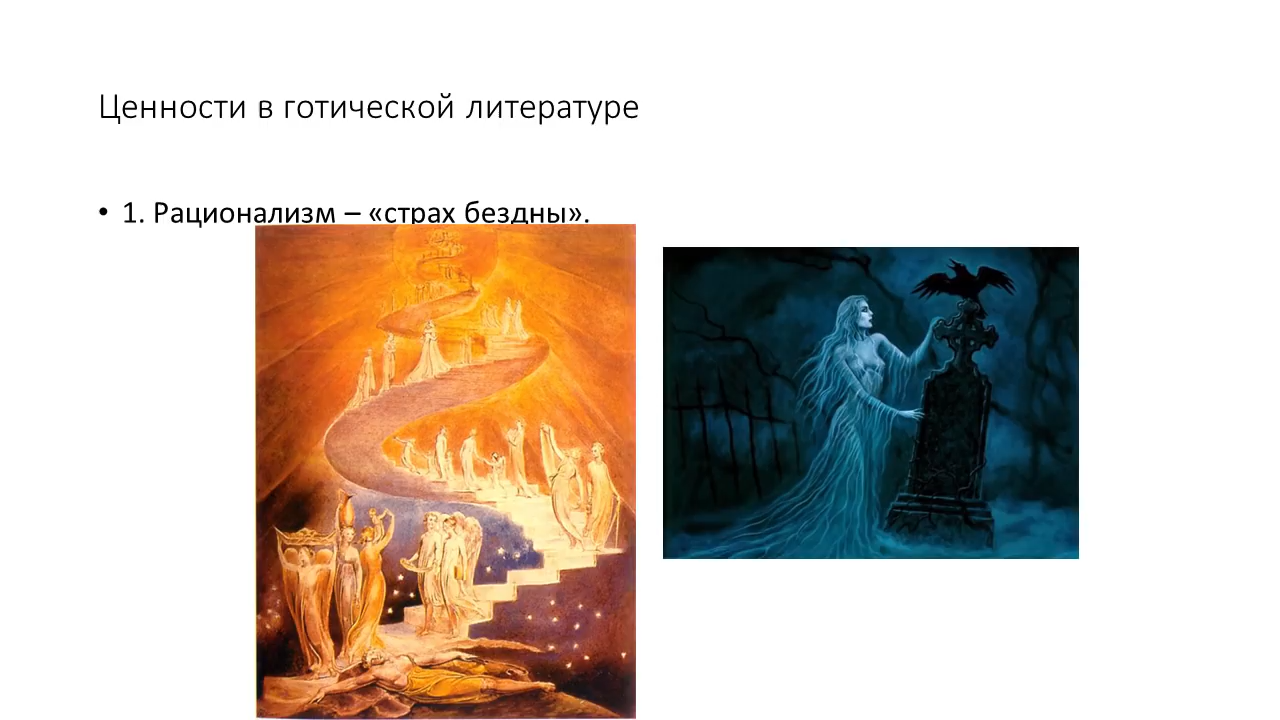 Ценности в готической литературе
• 1. Рационализм – «страх бездны».